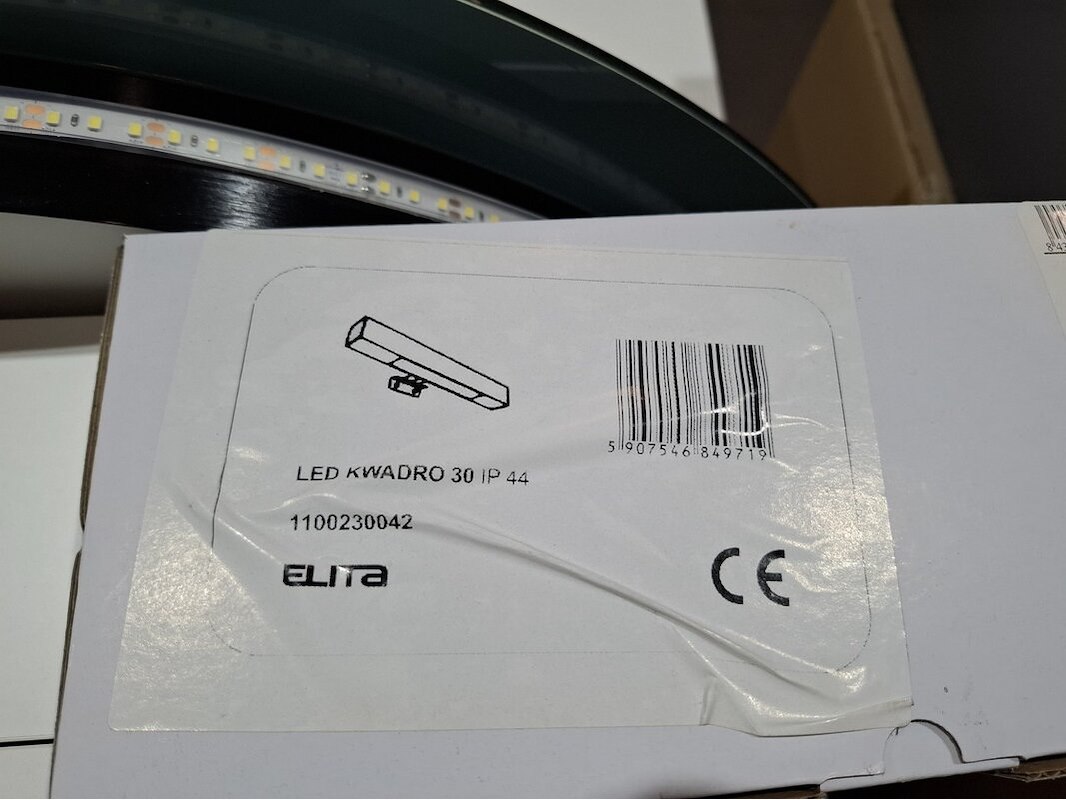 5 907546 849719
LED KWADRO 30 IP 44
1100230042
ELITA
CE